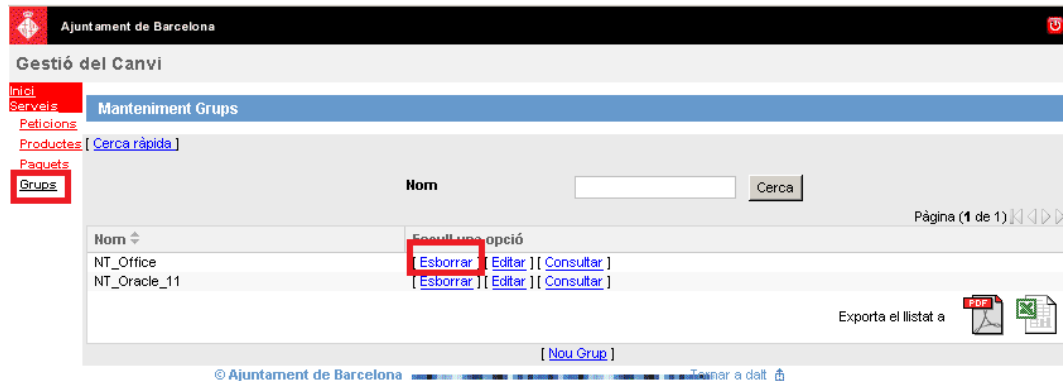 Ajuntament de Barcelona
Gestió del Canvi
Inici
Serveis
Peticions
Productes
Paquets
Grups
Manteniment Grups
[ Cerca ràpida ]
Nom Cerca
Pàgina (1 de 1)
Nom Escull una opció
NT_Office [ Esborrar ] [ Editar ] [ Consultar ]
NT_Oracle_11 [ Esborrar ] [ Editar ] [ Consultar ]
Exporta el llistat a PDF
[ Nou Grup ]
© Ajuntament de Barcelona Tornar a dalt